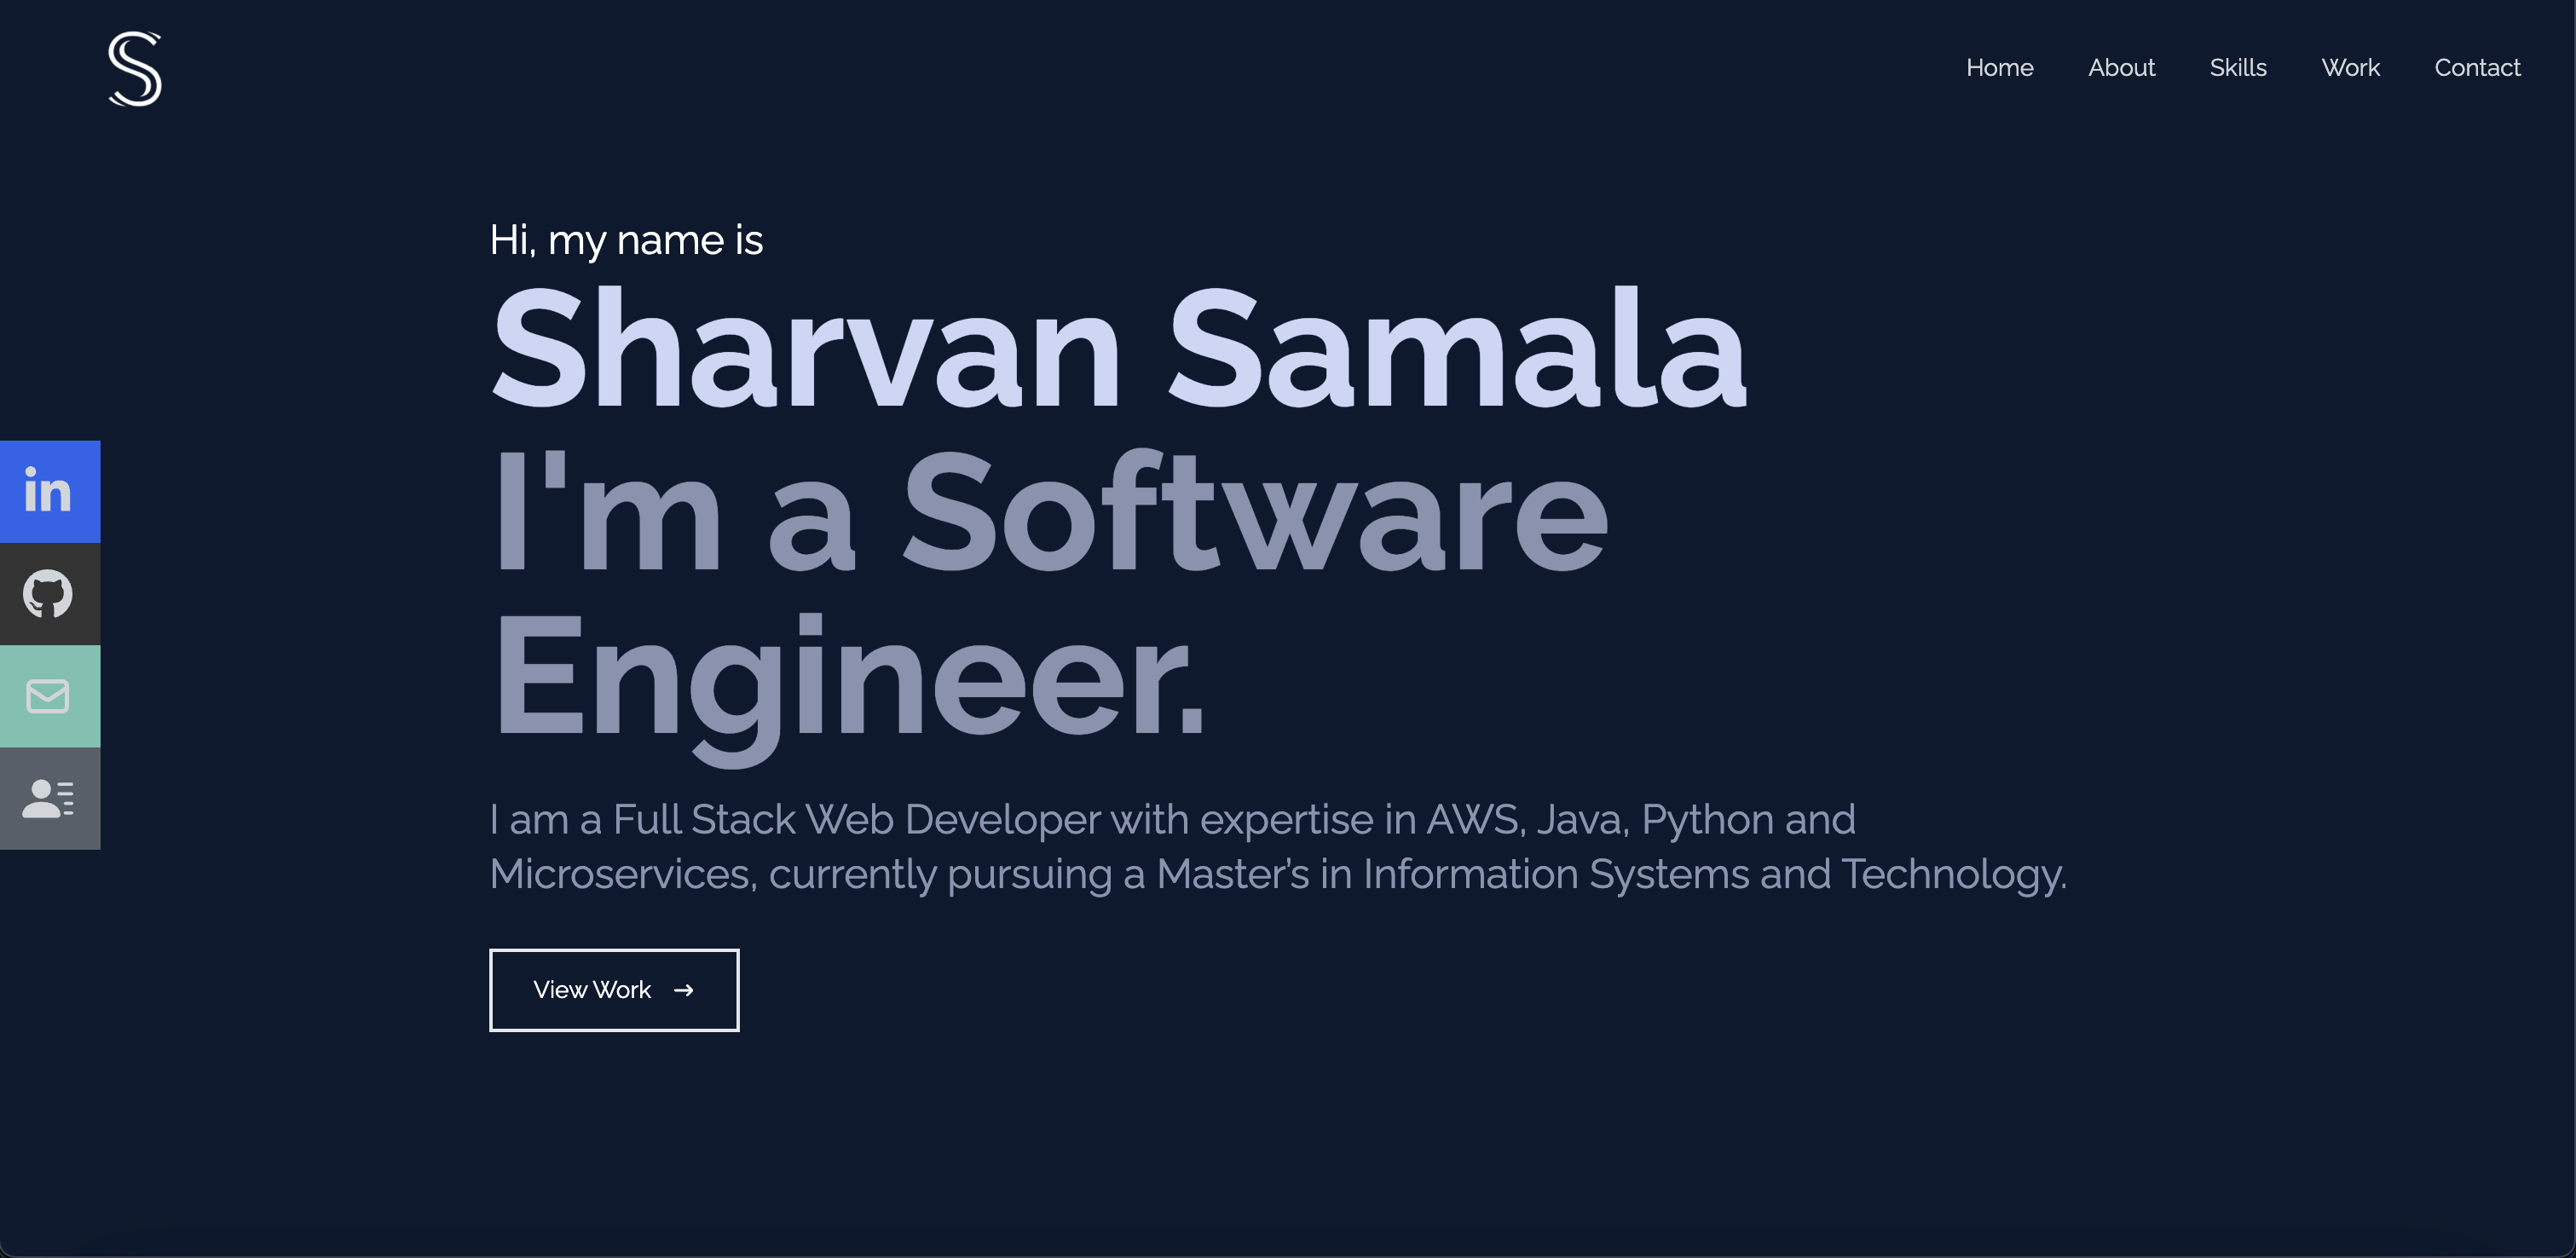 S
Home About Skills Work Contact
Hi, my name is
Sharvan Samala
I'm a Software
Engineer.
in
I am a Full Stack Web Developer with expertise in AWS, Java, Python and
Microservices, currently pursuing a Master’s in Information Systems and Technology.
View Work →